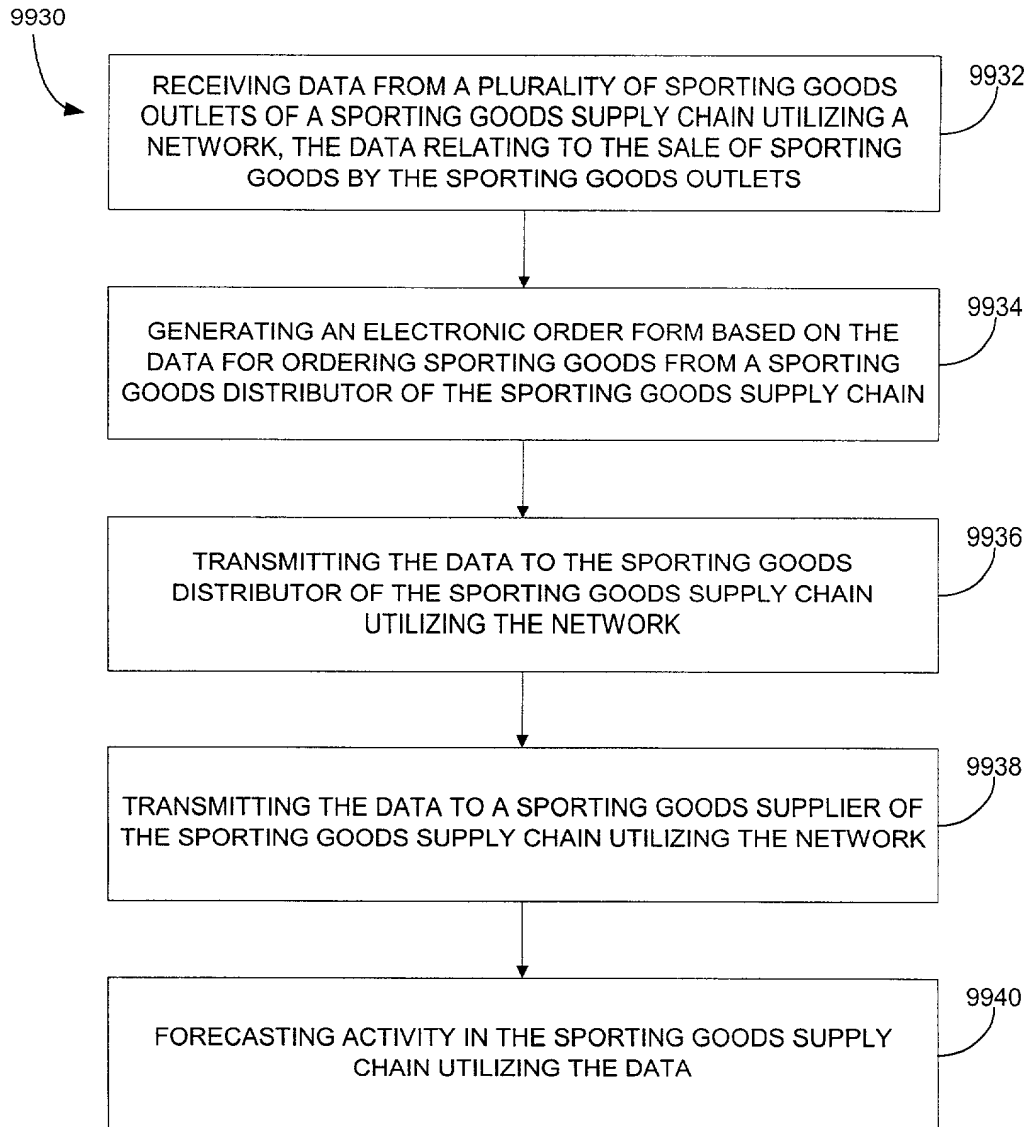 9930
9932
RECEIVING DATA FROM A PLURALITY OF SPORTING GOODS
OUTLETS OF A SPORTING GOODS SUPPLY CHAIN UTILIZING A
NETWORK, THE DATA RELATING TO THE SALE OF SPORTING
GOODS BY THE SPORTING GOODS OUTLETS
9934
GENERATING AN ELECTRONIC ORDER FORM BASED ON THE
DATA FOR ORDERING SPORTING GOODS FROM A SPORTING
GOODS DISTRIBUTOR OF THE SPORTING GOODS SUPPLY CHAIN
9936
TRANSMITTING THE DATA TO THE SPORTING GOODS
DISTRIBUTOR OF THE SPORTING GOODS SUPPLY CHAIN
UTILIZING THE NETWORK
9938
TRANSMITTING THE DATA TO A SPORTING GOODS SUPPLIER OF
THE SPORTING GOODS SUPPLY CHAIN UTILIZING THE NETWORK
9940
FORECASTING ACTIVITY IN THE SPORTING GOODS SUPPLY
CHAIN UTILIZING THE DATA